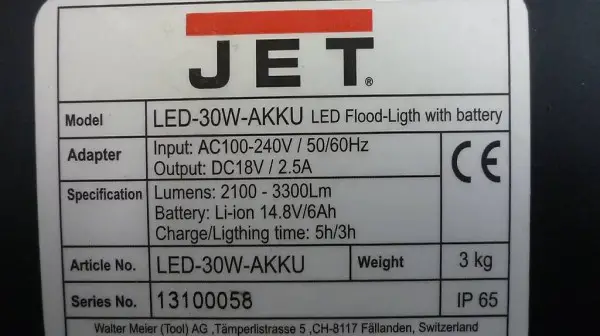 JET®
Model LED-30W-AKKU LED Flood-Ligth with battery
Adapter Input: AC100-240V / 50/60Hz
Output: DC18V / 2.5A
CE
Specification Lumens: 2100 - 3300Lm
Battery: Li-ion 14.8V/6Ah
Charge/Ligthing time: 5h/3h
Article No. LED-30W-AKKU Weight 3 kg
Series No. 13100058 IP 65
Walter Meier (Tool) AG ,Tämperlistrasse 5 ,CH-8117 Fällanden, Switzerland